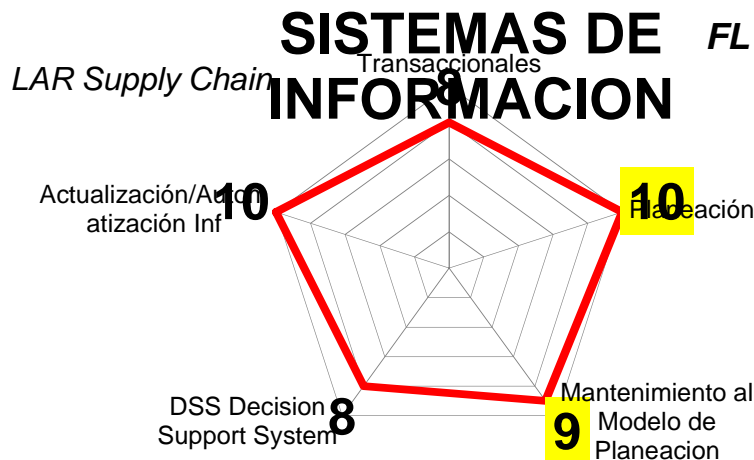 SISTEMAS DE
INFORMACION
FL
LAR Supply Chain
Transaccionales
8
Actualización/Autom
atización Inf
10
10
Planeación
DSS Decision
Support System
8
Mantenimiento al
Modelo de
Planeacion
9